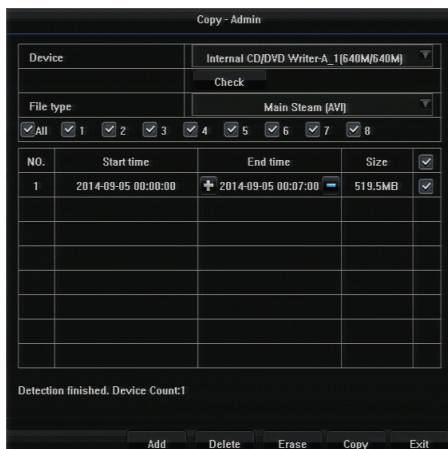 Copy - Admin
Device Internal CD/DVD Writer-A_1(640M/640M)
Check
File type Main Steam (AVI)
All 1 2 3 4 5 6 7 8
NO. Start time End time Size
1 2014-09-05 00:00:00 + 2014-09-05 00:07:00 - 519.5MB
Detection finished. Device Count:1
Add Delete Erase Copy Exit